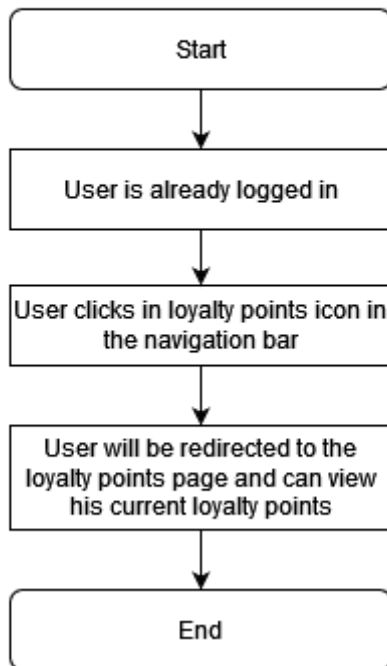 Start
User is already logged in
User clicks in loyalty points icon in
the navigation bar
User will be redirected to the
loyalty points page and can view
his current loyalty points
End